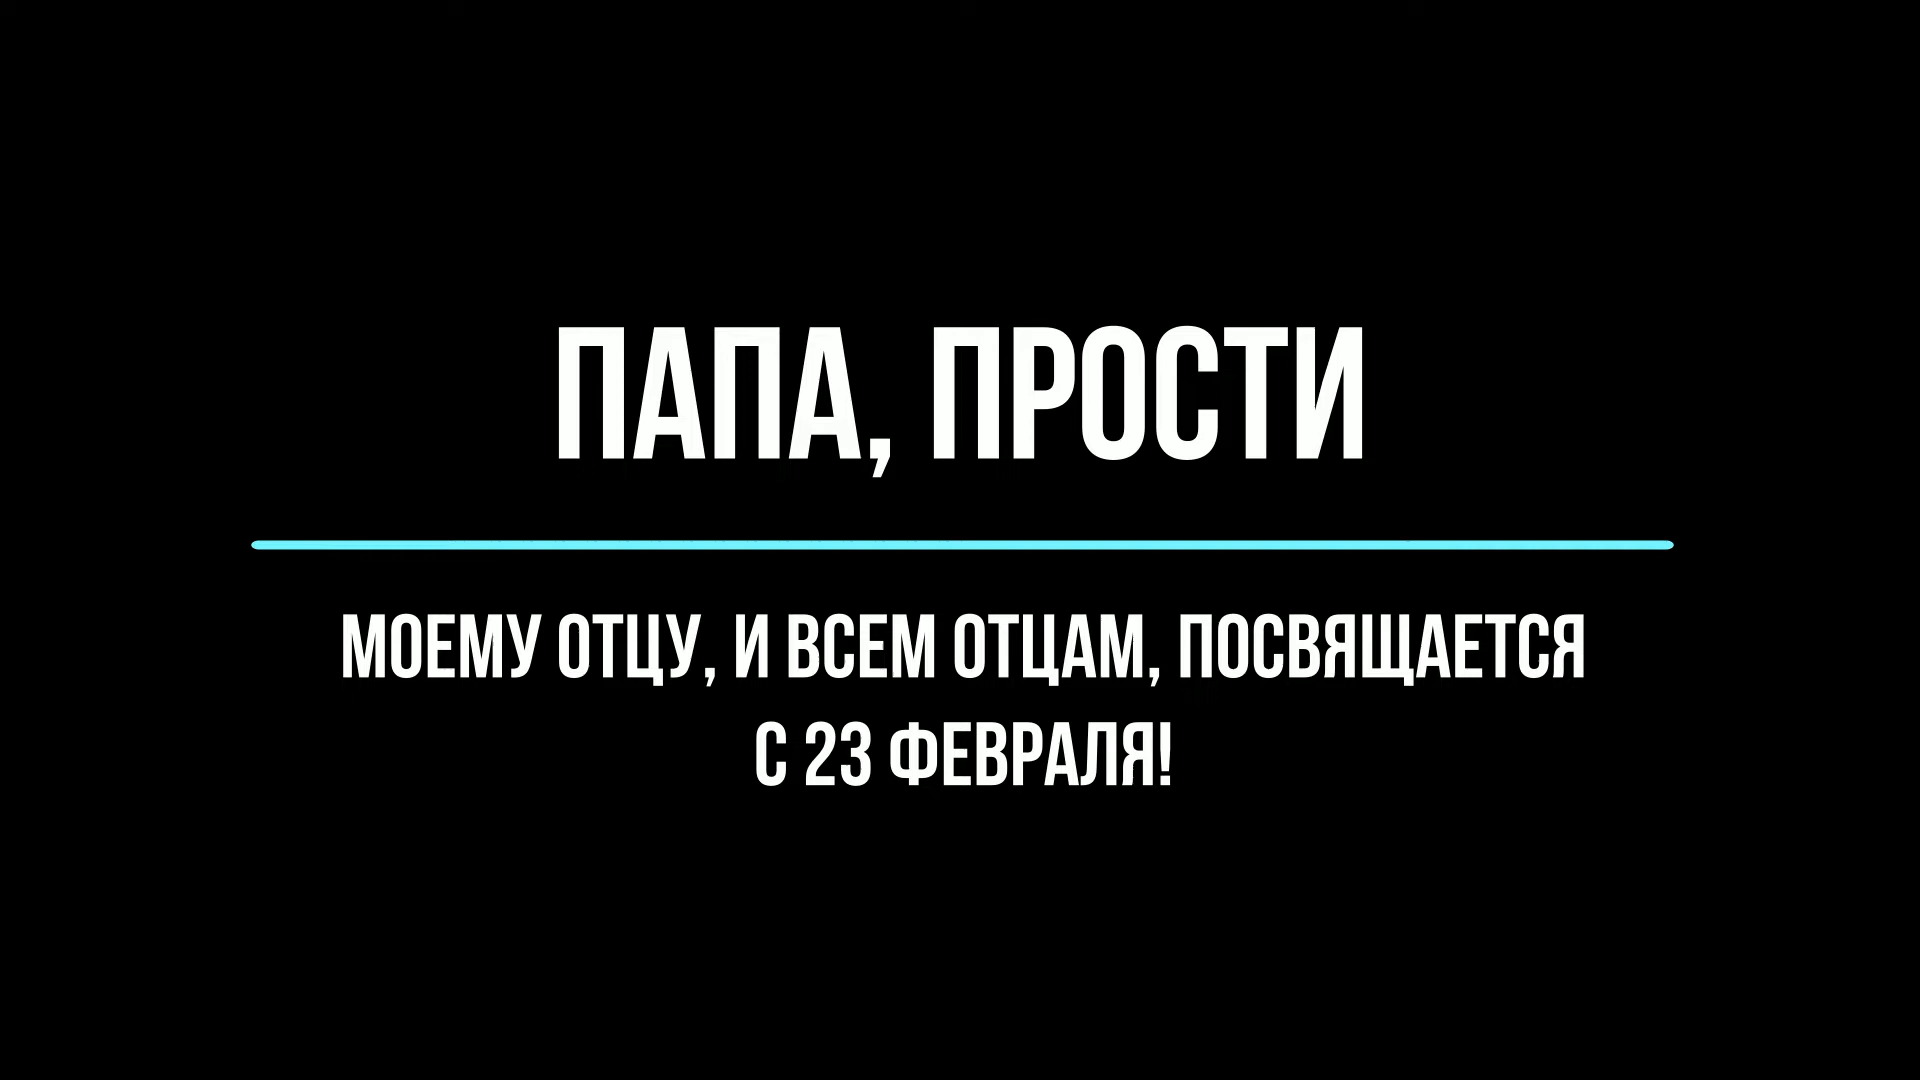 ПАПА, ПРОСТИ
МОЕМУ ОТЦУ, И ВСЕМ ОТЦАМ, ПОСВЯЩАЕТСЯ
С 23 ФЕВРАЛЯ!